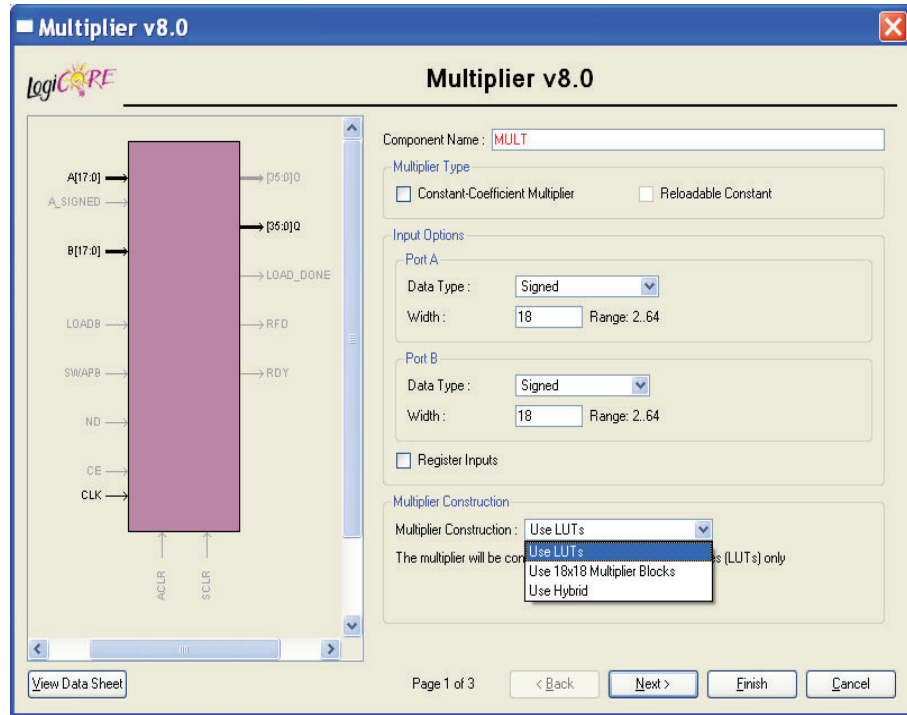 Multiplier v8.0
LogiCORE
Multiplier v8.0
A[17:0]
A_SIGNED
B[17:0]
LOADB
SWAPB
ND
CE
CLK
[35:0]O
[35:0]Q
LOAD_DONE
RFD
RDY
ACLR
SCLR
Component Name : MULT
Multiplier Type
Constant-Coefficient Multiplier Reloadable Constant
Input Options
Port A
Data Type : Signed
Width : 18 Range: 2..64
Port B
Data Type : Signed
Width : 18 Range: 2..64
Register Inputs
Multiplier Construction
Multiplier Construction : Use LUTs
The multiplier will be con
(LUTs) only
Use LUTs
Use 18x18 Multiplier Blocks
Use Hybrid
View Data Sheet Page 1 of 3 < Back Next > Finish Cancel